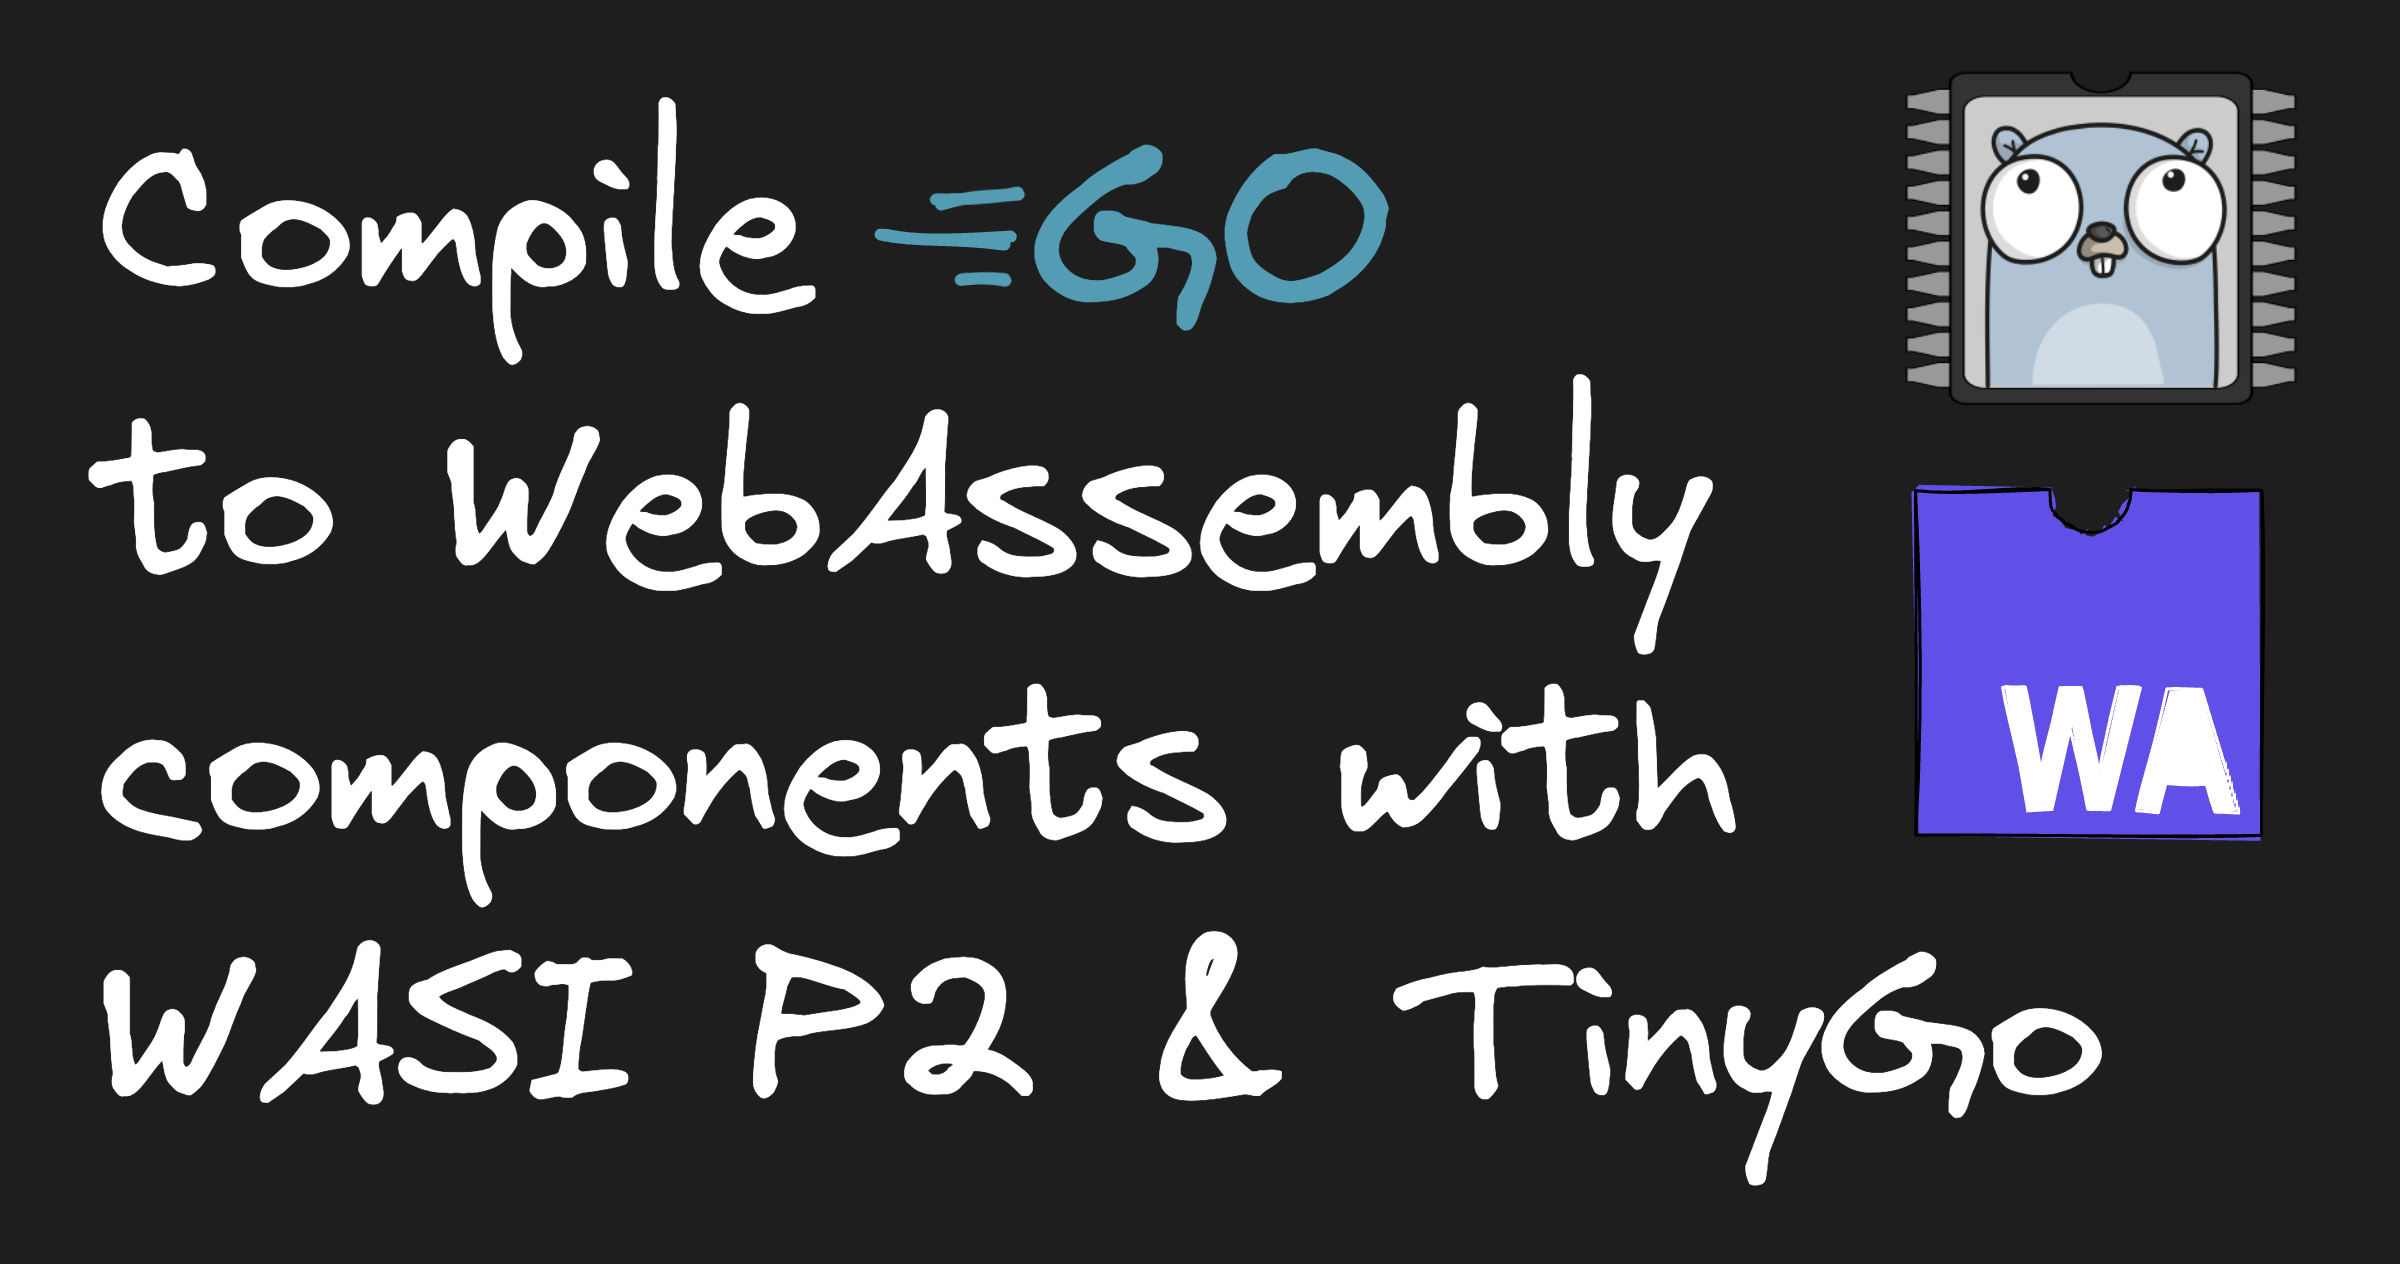 Compile GO
to WebAssembly
components with
WASI P2 & TinyGo
WA